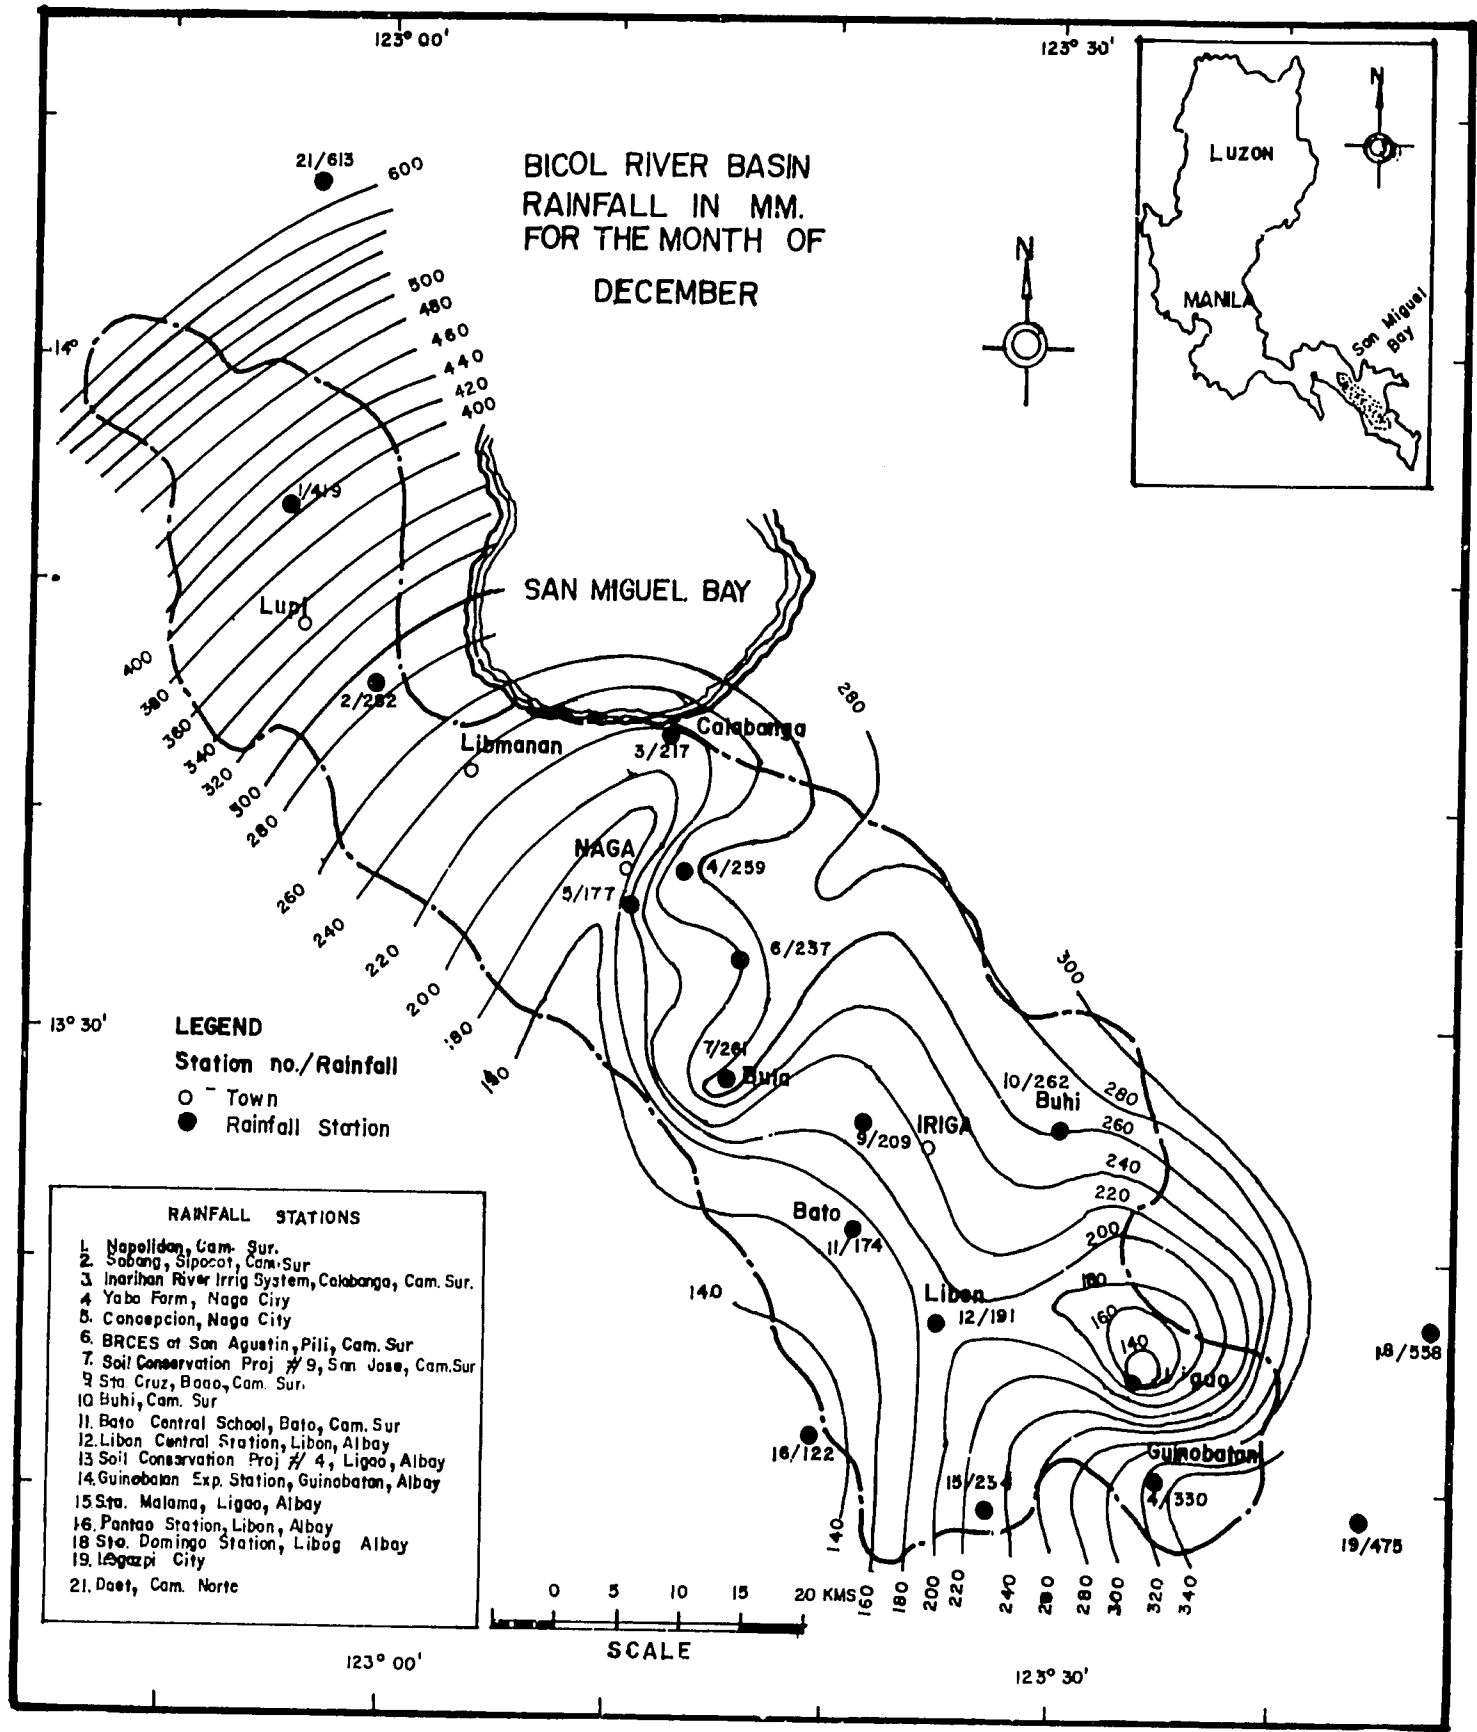 123° 00'
123° 30'
N
LUZON
MANILA
San Miguel
Bay
BICOL RIVER BASIN
RAINFALL IN MM.
FOR THE MONTH OF
DECEMBER
N
21/613
600
500
480
460
440
420
400
14°
1/419
Lupi
SAN MIGUEL BAY
400
380
360
340
320
300
280
260
240
220
200
180
2/282
Libmanan
Calabanga
3/217
280
NAGA
4/259
5/177
6/237
300
13° 30'
7/261
Bula
10/262
Buhi
280
260
240
220
200
180
160
140
9/209
IRIGA
Bato
11/174
140
Libon
12/191
Ligao
18/558
16/122
15/234
Guinobatan
4/330
19/475
140
160
180
200
220
240
280
280
300
320
340
LEGEND
Station no./Rainfall
Town
Rainfall Station
RAINFALL STATIONS
1. Napolidan, Cam. Sur.
2. Sabang, Sipocot, Cam. Sur
3. Inarihan River Irrig System, Calabanga, Cam. Sur.
4 Yabo Farm, Naga City
5. Concepcion, Naga City
6. BRCES at San Agustin, Pili, Cam. Sur
7. Soil Conservation Proj # 9, San Jose, Cam. Sur
9 Sta. Cruz, Baao, Cam. Sur.
10 Buhi, Cam. Sur
11. Bato Central School, Bato, Cam. Sur
12. Libon Central Station, Libon, Albay
13 Soil Conservation Proj # 4, Ligao, Albay
14. Guinobatan Exp. Station, Guinobatan, Albay
15 Sta. Malama, Ligao, Albay
16. Pantao Station, Libon, Albay
18 Sto. Domingo Station, Libog Albay
19. Legazpi City
21. Daet, Cam. Norte
0 5 10 15 20 KMS
SCALE
123° 00'
123° 30'